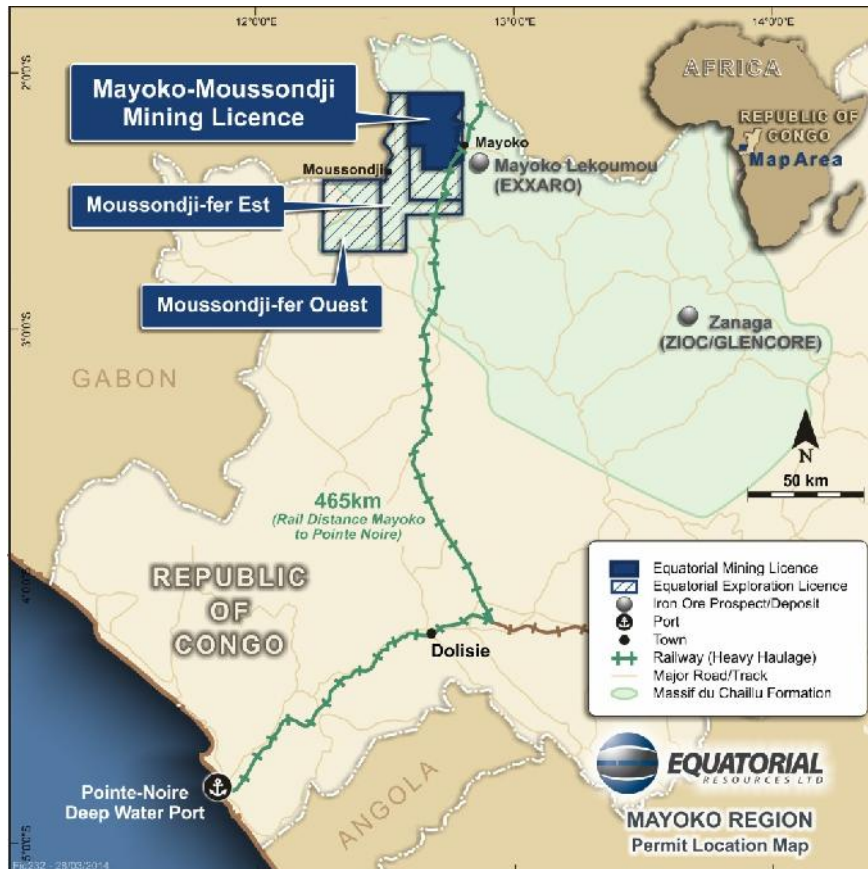 12°0'0"E
13°0'0"E
14°0'0"E
2°0'0"S
3°0'0"S
4°0'0"S
5°0'0"S
Mayoko-Moussondji
Mining Licence
Moussondji
Mayoko
Mayoko Lekoumou
(EXXARO)
Moussondji-fer Est
Moussondji-fer Ouest
AFRICA
REPUBLIC OF
CONGO
Map Area
Zanaga
(ZIOC/GLENCORE)
GABON
N
50 km
465km
(Rail Distance Mayoko
to Pointe Noire)
REPUBLIC
OF
CONGO
Dolisie
Pointe-Noire
Deep Water Port
ANGOLA
Equatorial Mining Licence
Equatorial Exploration Licence
Iron Ore Prospect/Deposit
Port
Town
Railway (Heavy Haulage)
Major Road/Track
Massif du Chaillu Formation
EQUATORIAL
RESOURCES LTD
MAYOKO REGION
Permit Location Map
Fig232 - 28/03/2014